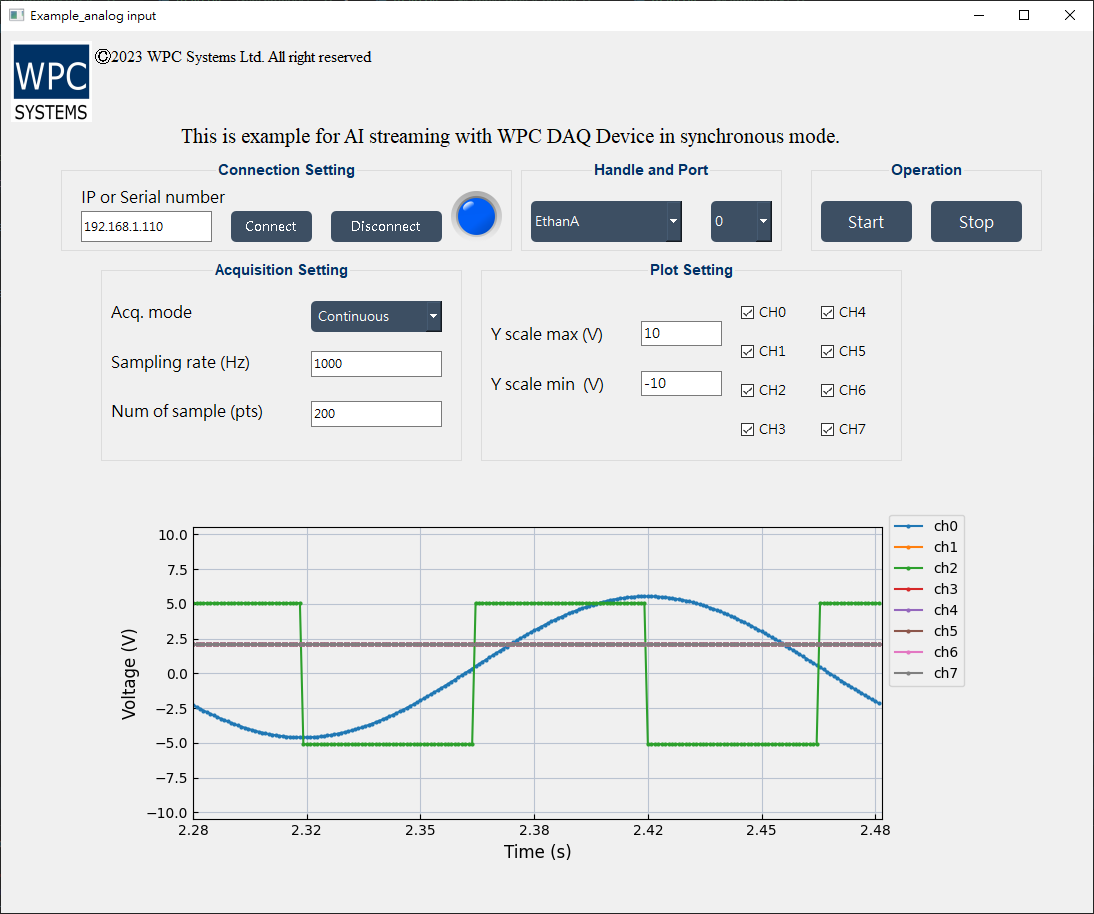 Example_analog input
WPC
SYSTEMS
©2023 WPC Systems Ltd. All right reserved
This is example for AI streaming with WPC DAQ Device in synchronous mode.
Connection Setting
IP or Serial number
192.168.1.110
Connect
Disconnect
Handle and Port
EthanA
0
Operation
Start
Stop
Acquisition Setting
Acq. mode
Continuous
Sampling rate (Hz)
1000
Num of sample (pts)
200
Plot Setting
Y scale max (V)
10
Y scale min  (V)
-10
CH0
CH4
CH1
CH5
CH2
CH6
CH3
CH7
10.0
7.5
5.0
2.5
0.0
−2.5
−5.0
−7.5
−10.0
Voltage (V)
2.28
2.32
2.35
2.38
2.42
2.45
2.48
Time (s)
ch0
ch1
ch2
ch3
ch4
ch5
ch6
ch7